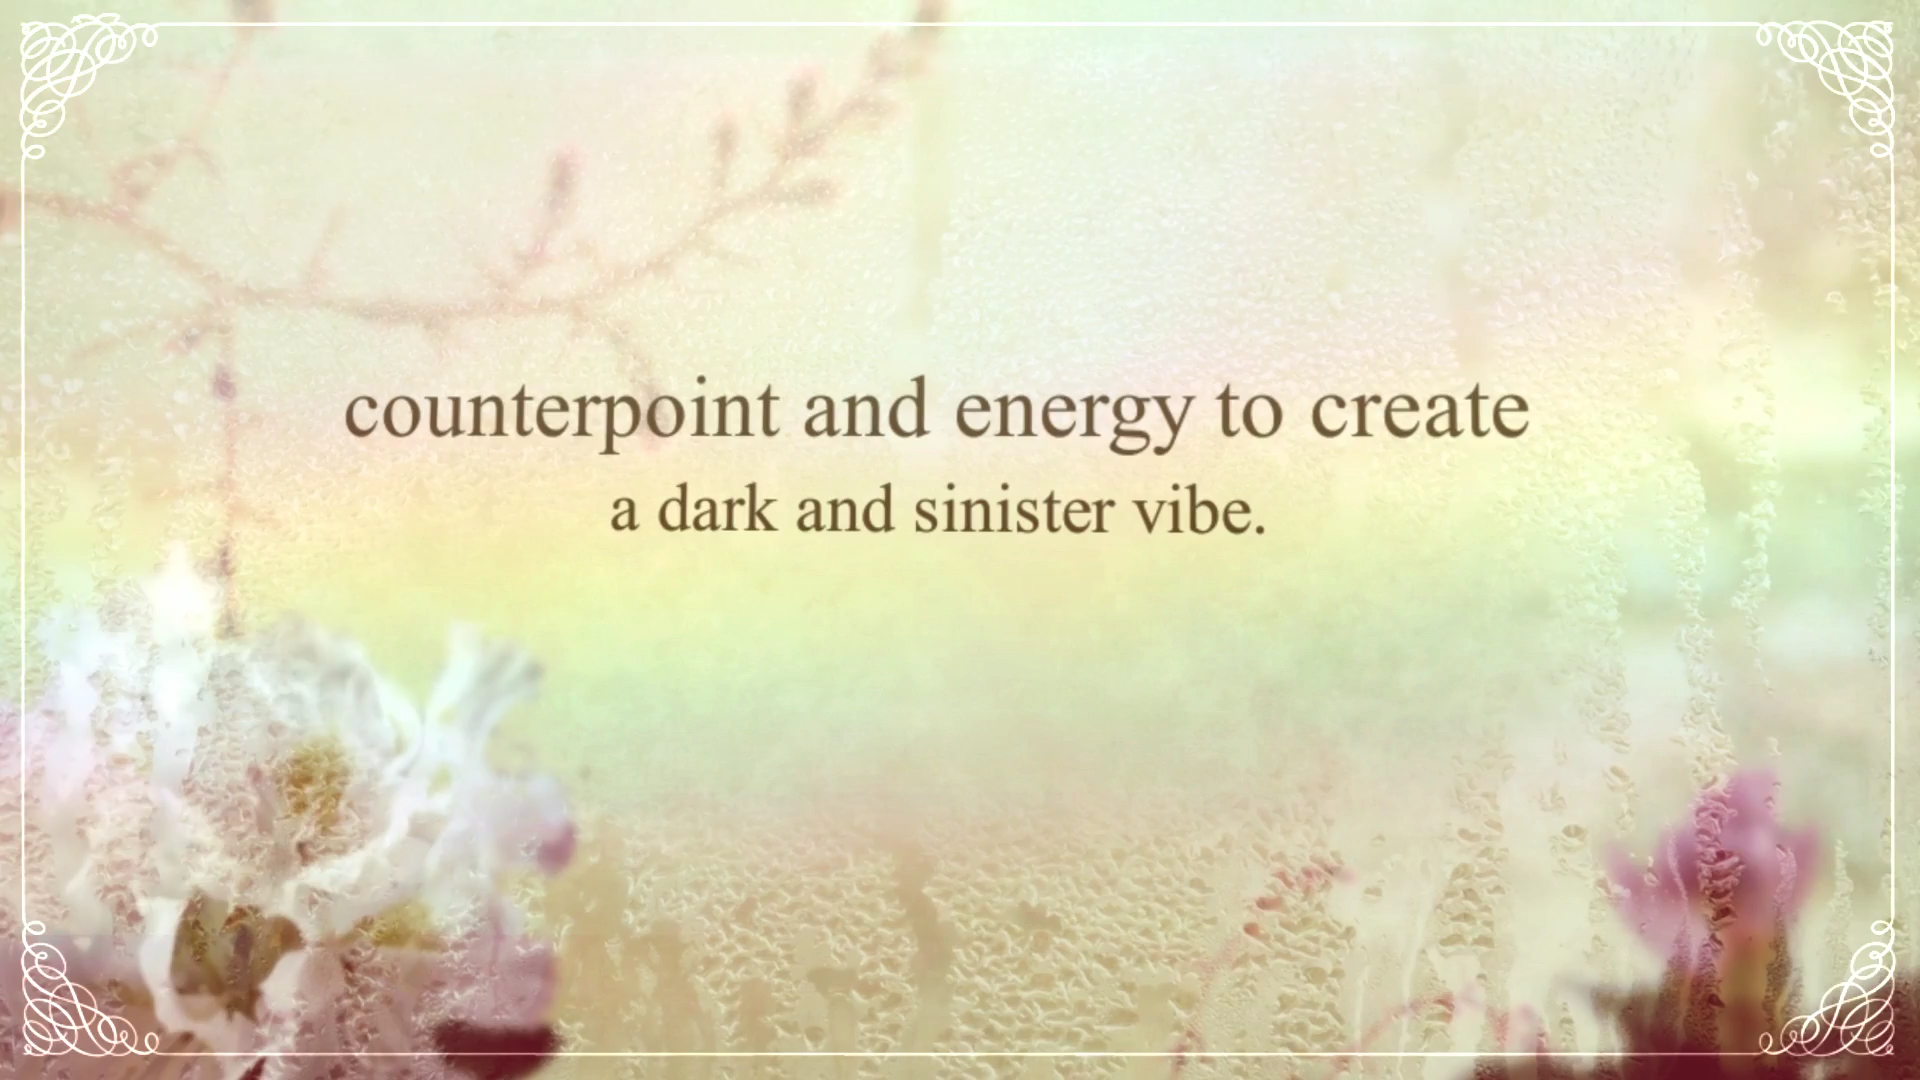 counterpoint and energy to create
a dark and sinister vibe.